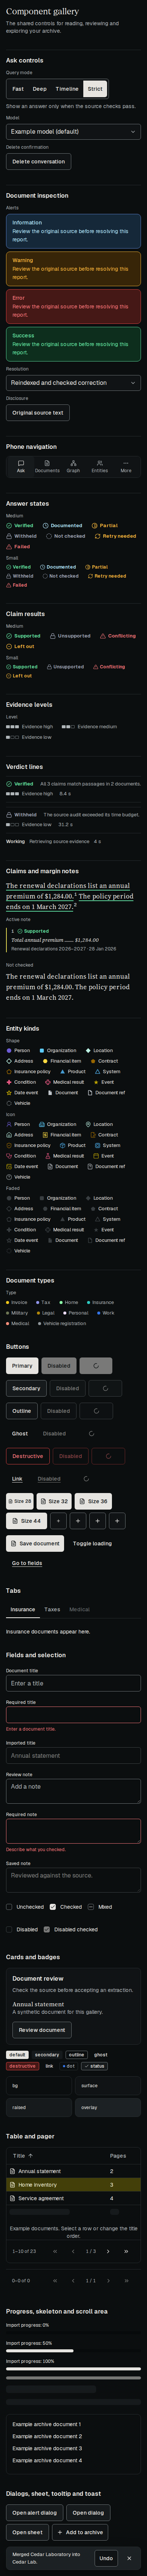 Component gallery
The shared controls for reading, reviewing and
exploring your archive.
Ask controls
Query mode
Fast Deep Timeline Strict
Show an answer only when the source checks pass.
Model
Example model (default)
Delete confirmation
Delete conversation
Document inspection
Alerts
Information
Review the original source before resolving this
report.
Warning
Review the original source before resolving this
report.
Error
Review the original source before resolving this
report.
Success
Review the original source before resolving this
report.
Resolution
Reindexed and checked correction
Disclosure
Original source text
Phone navigation
Ask Documents Graph Entities More
Answer states
Medium
Verified Documented Partial
Withheld Not checked Retry needed
Failed
Small
Verified Documented Partial
Withheld Not checked Retry needed
Failed
Claim results
Medium
Supported Unsupported Conflicting
Left out
Small
Supported Unsupported Conflicting
Left out
Evidence levels
Level
Evidence high Evidence medium
Evidence low
Verdict lines
Verified All 3 claims match passages in 2 documents.
Evidence high 8.4 s
Withheld The source audit exceeded its time budget.
Evidence low 31.2 s
Working Retrieving source evidence 4 s
Claims and margin notes
The renewal declarations list an annual
premium of $1,284.00.1 The policy period
ends on 1 March 2027.2
Active note
1 Supported
Total annual premium ...... $1,284.00
Renewal declarations 2026–2027 · 28 Jan 2026
Not checked
The renewal declarations list an annual
premium of $1,284.00. The policy period
ends on 1 March 2027.
Entity kinds
Shape
Person Organization Location
Address Financial item Contract
Insurance policy Product System
Condition Medical result Event
Date event Document Document ref
Vehicle
Icon
Person Organization Location
Address Financial item Contract
Insurance policy Product System
Condition Medical result Event
Date event Document Document ref
Vehicle
Faded
Person Organization Location
Address Financial item Contract
Insurance policy Product System
Condition Medical result Event
Date event Document Document ref
Vehicle
Document types
Type
Invoice Tax Home Insurance
Military Legal Personal Work
Medical Vehicle registration
Buttons
Primary Disabled
Secondary Disabled
Outline Disabled
Ghost Disabled
Destructive Disabled
Link Disabled
Size 28 Size 32 Size 36
Size 44
Save document Toggle loading
Go to fields
Tabs
Insurance Taxes Medical
Insurance documents appear here.
Fields and selection
Document title
Enter a title
Required title
Enter a document title.
Imported title
Annual statement
Review note
Add a note
Required note
Describe what you checked.
Saved note
Reviewed against the source.
Unchecked Checked Mixed
Disabled Disabled checked
Cards and badges
Document review
Check the source before accepting an extraction.
Annual statement
A synthetic document for this gallery.
Review document
default secondary outline ghost
destructive link dot status
bg surface
raised overlay
Table and pager
Title Pages
Annual statement 2
Home inventory 3
Service agreement 4
Example documents. Select a row or change the title
order.
1–10 of 23 1 / 3
0–0 of 0 1 / 1
Progress, skeleton and scroll area
Import progress: 0%
Import progress: 50%
Import progress: 100%
Example archive document 1
Example archive document 2
Example archive document 3
Example archive document 4
Dialogs, sheet, tooltip and toast
Open alert dialog Open dialog
Open sheet Add to archive
Merged Cedar Laboratory into
Cedar Lab.
Undo